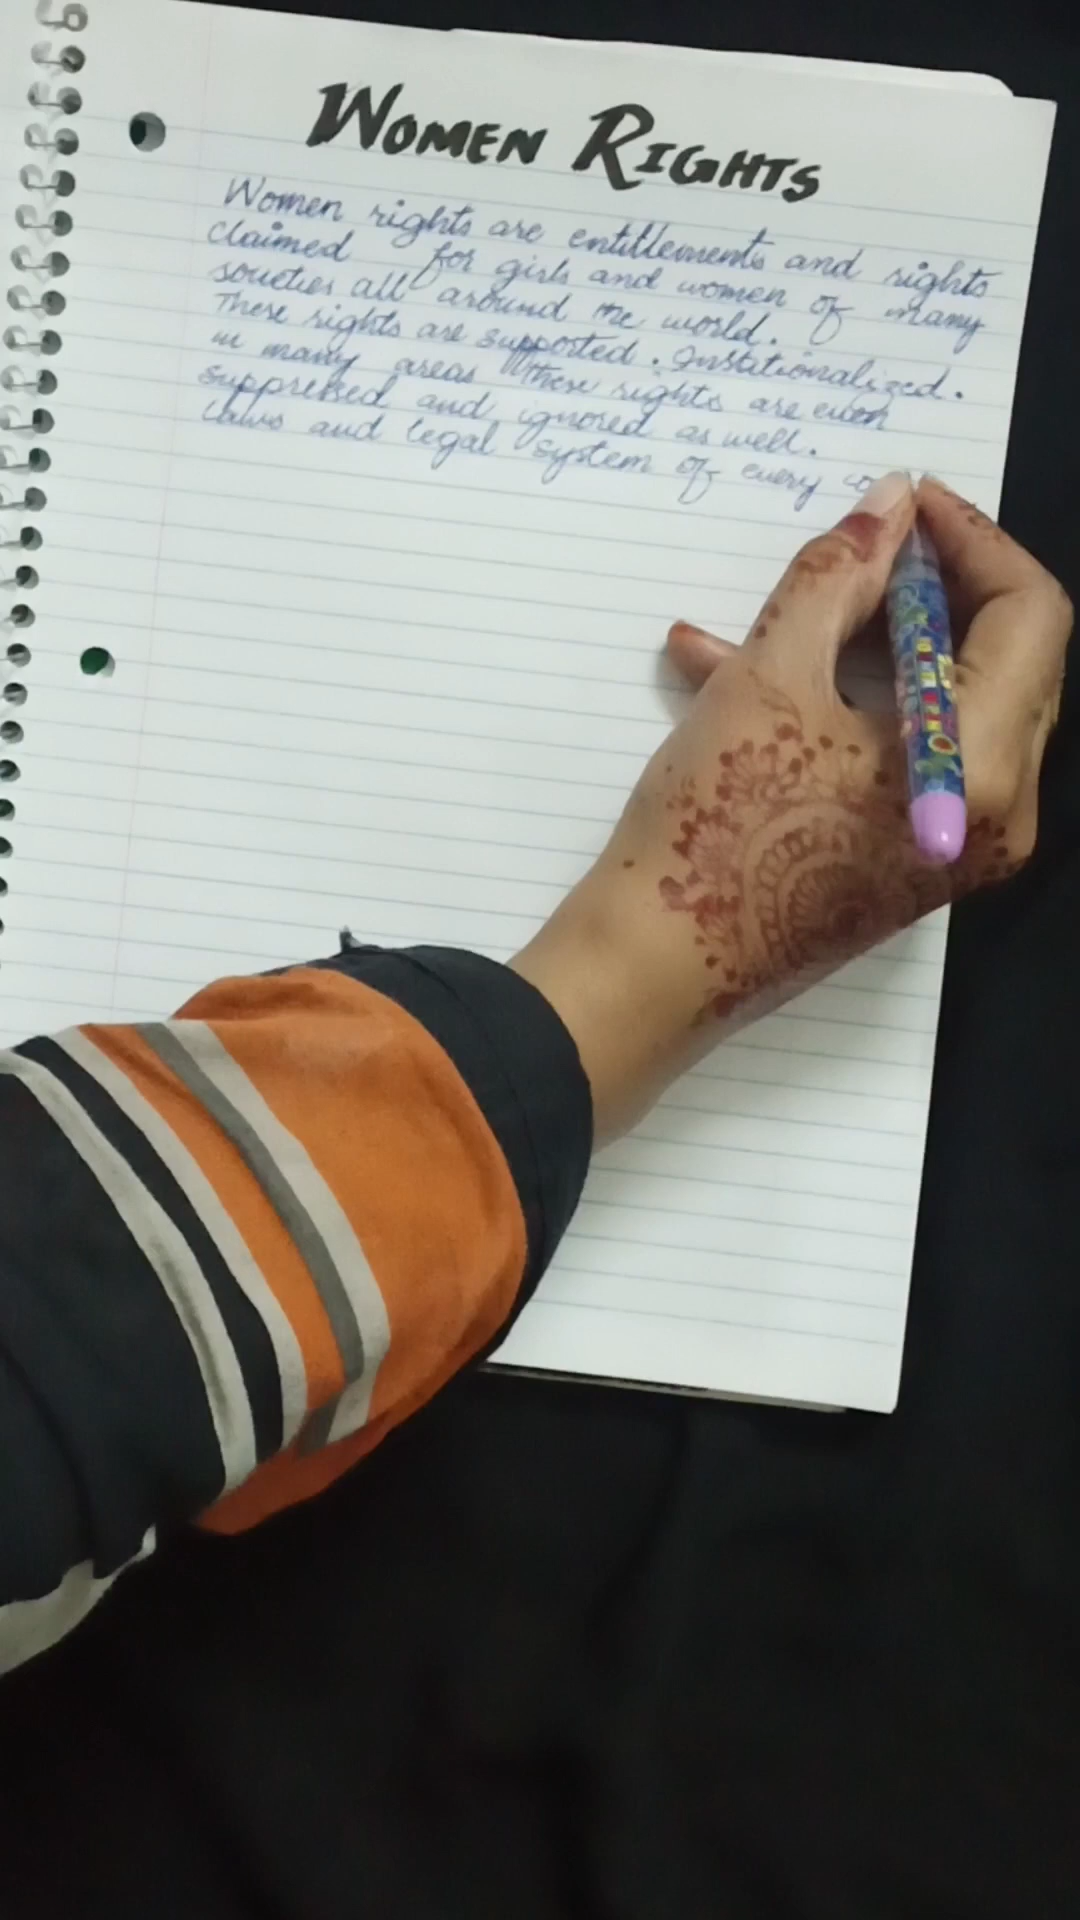 WOMEN RIGHTS
Women rights are entitlements and rights
claimed for girls and women of many
societies all around the world.
These rights are supported. Institionalized.
in many areas these rights are even
suppressed and ignored as well.
Laws and legal system of every co